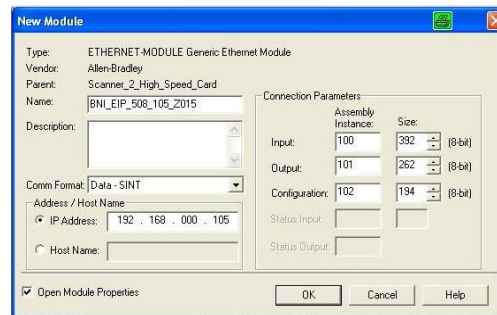 New Module
Type: ETHERNET-MODULE Generic Ethernet Module
Vendor: Allen-Bradley
Parent: Scanner_2_High_Speed_Card
Name: BNI_EIP_508_105_Z015
Description:
Comm Format: Data - SINT
Address / Host Name
IP Address: 192 . 168 . 000 . 105
Host Name:
Connection Parameters
Assembly Instance: Size:
Input: 100 392 (8-bit)
Output: 101 262 (8-bit)
Configuration: 102 194 (8-bit)
Status Input:
Status Output:
Open Module Properties
OK Cancel Help